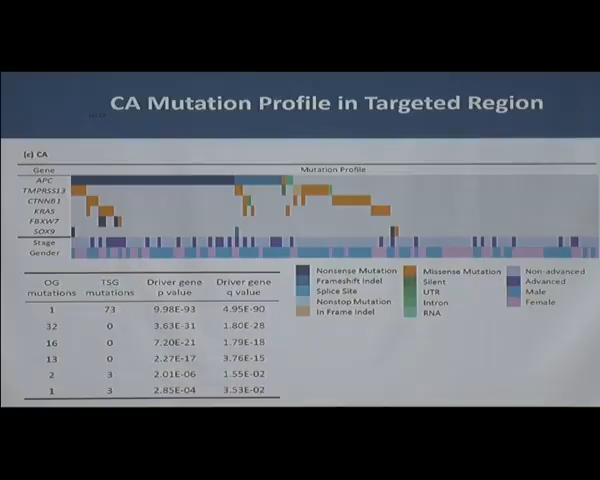 CA Mutation Profile in Targeted Region
(c) CA
Gene Mutation Profile
APC
TMPRSS13
CTNNB1
KRAS
FBXW7
SOX9
Stage
Gender
OG mutations TSG mutations Driver gene p value Driver gene q value
1 73 9.98E-93 4.95E-90
32 0 3.63E-31 1.80E-28
16 0 7.20E-21 1.79E-18
13 0 2.27E-17 3.76E-15
2 3 2.01E-06 1.55E-02
1 3 2.85E-04 3.53E-02
Nonsense Mutation Missense Mutation Non-advanced
Frameshift Indel Silent Advanced
Splice Site UTR Male
Nonstop Mutation Intron Female
In Frame Indel RNA